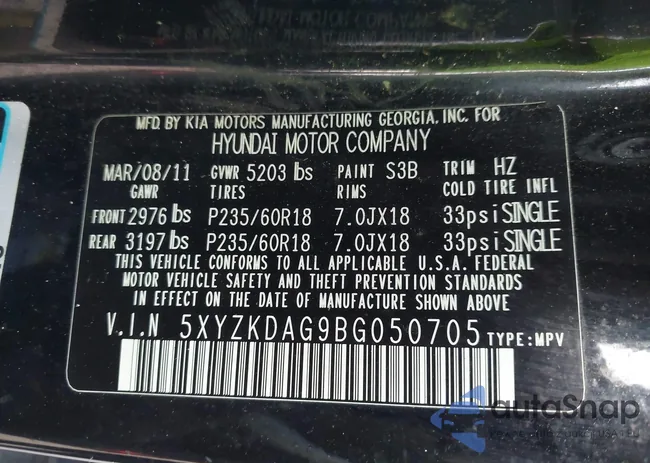 MFD. BY KIA MOTORS MANUFACTURING GEORGIA, INC. FOR
HYUNDAI MOTOR COMPANY
MAR/08/11 GVWR 5203 lbs PAINT S3B TRIM HZ
GAWR TIRES RIMS COLD TIRE INFL
FRONT 2976 lbs P235/60R18 7.0JX18 33psi SINGLE
REAR 3197 lbs P235/60R18 7.0JX18 33psi SINGLE
THIS VEHICLE CONFORMS TO ALL APPLICABLE U.S.A. FEDERAL
MOTOR VEHICLE SAFETY AND THEFT PREVENTION STANDARDS
IN EFFECT ON THE DATE OF MANUFACTURE SHOWN ABOVE.
V.I.N 5XYZKDAG9BG050705 TYPE: MPV
autoSnap